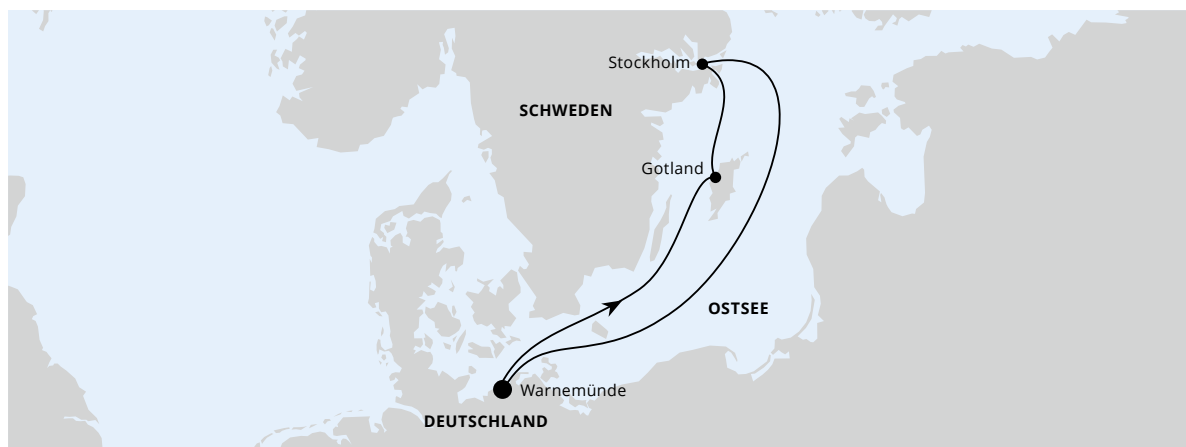 Stockholm
SCHWEDEN
Gotland
OSTSEE
Warnemünde
DEUTSCHLAND